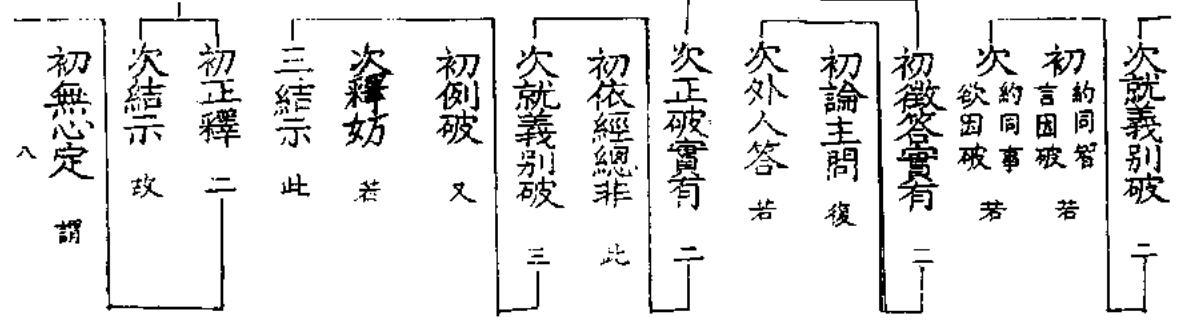 次就義別破 二
初 約同智言因破 若
次 約同事欲因破 若
初徵答實有 二
初論主問 復
次外人答 若
次正破實有 二
初依經總非 此
次就義別破 三
初例破 又
次釋妨 若
三結示 此
初正釋 二
次結示 故
初無心定 謂
八